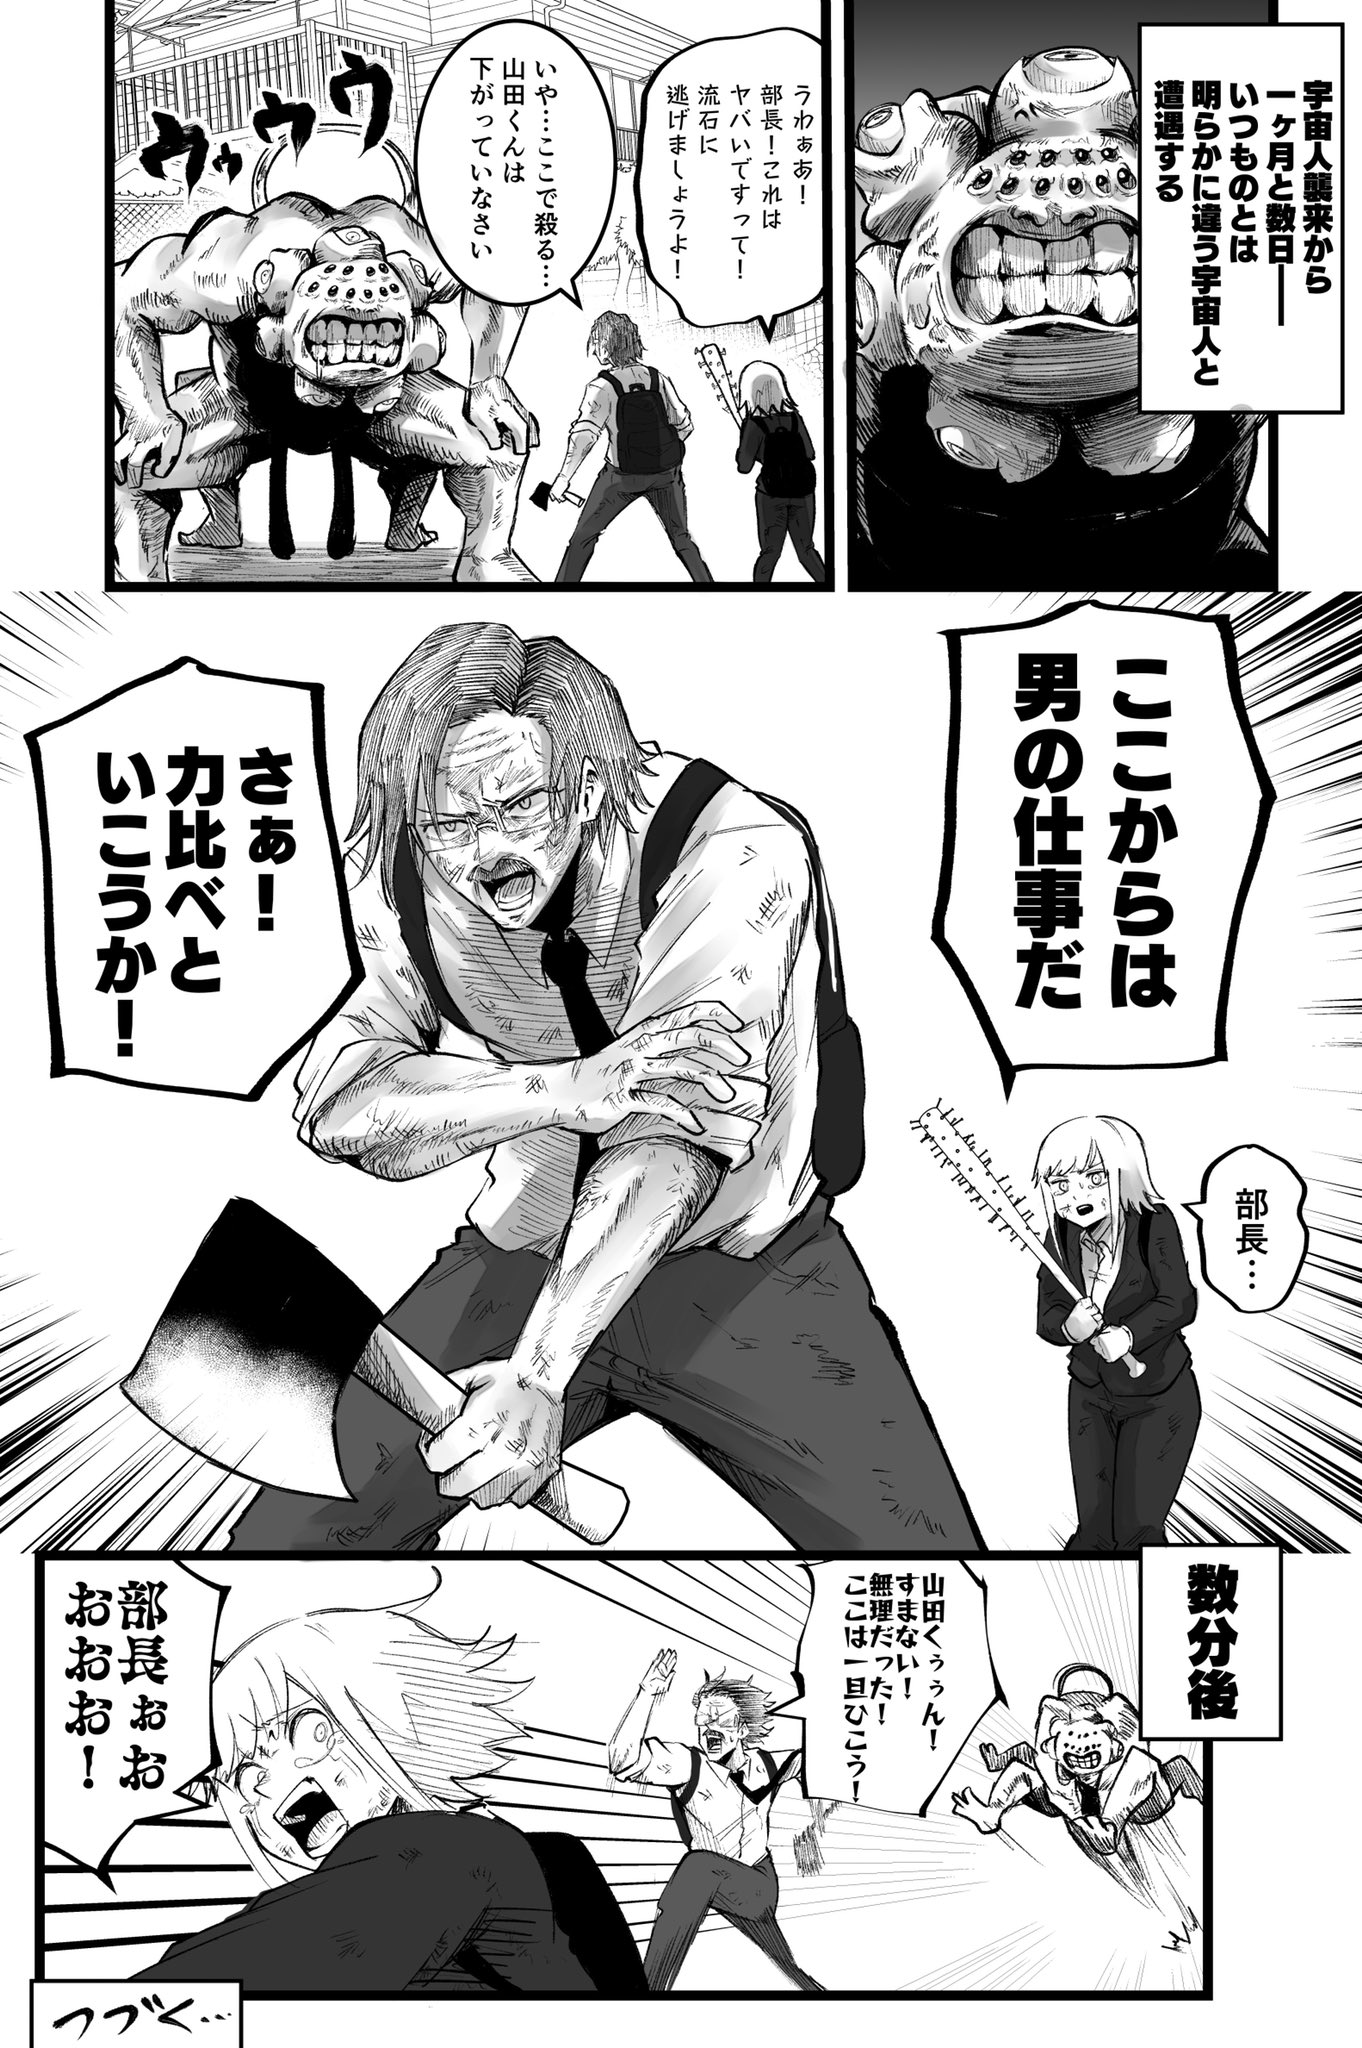 宇宙人襲来から
一ヶ月と数日――
いつものとは
明らかに違う宇宙人と
遭遇する
うわぁあ!
部長!これは
ヤバいですって!
流石に
逃げましょうよ!
いや…ここで殺る…
山田くんは
下がっていなさい
ウゥウウ
ここからは
男の仕事だ
さぁ!
力比べと
いこうか!
部長…
数分後
山田くぅぅん!
すまない!
無理だった!
ここは一旦ひこう!
部長ぉぉお
おおおお!
つづく…